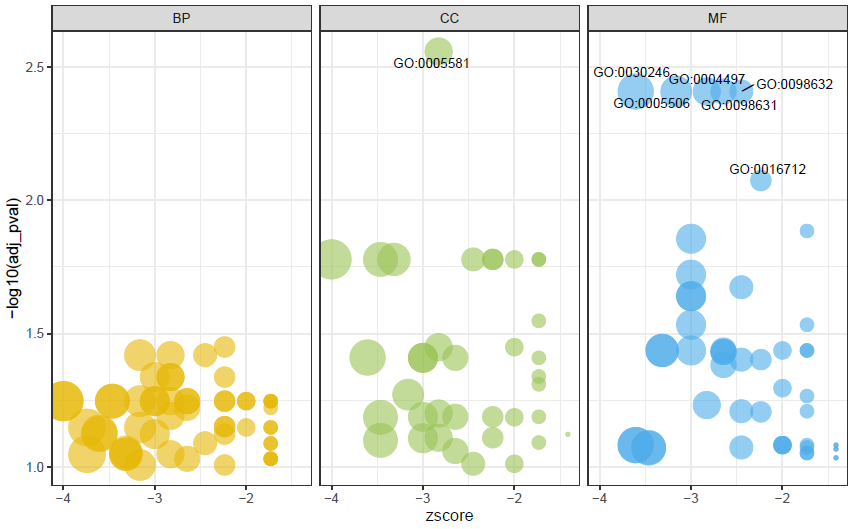 BP CC MF
GO:0005581
GO:0030246
GO:0004497
GO:0098632
GO:0005506
GO:0098631
GO:0016712
2.5
2.0
1.5
1.0
−log10(adj_pval)
−4 −3 −2 −4 −3 −2 −4 −3 −2
zscore